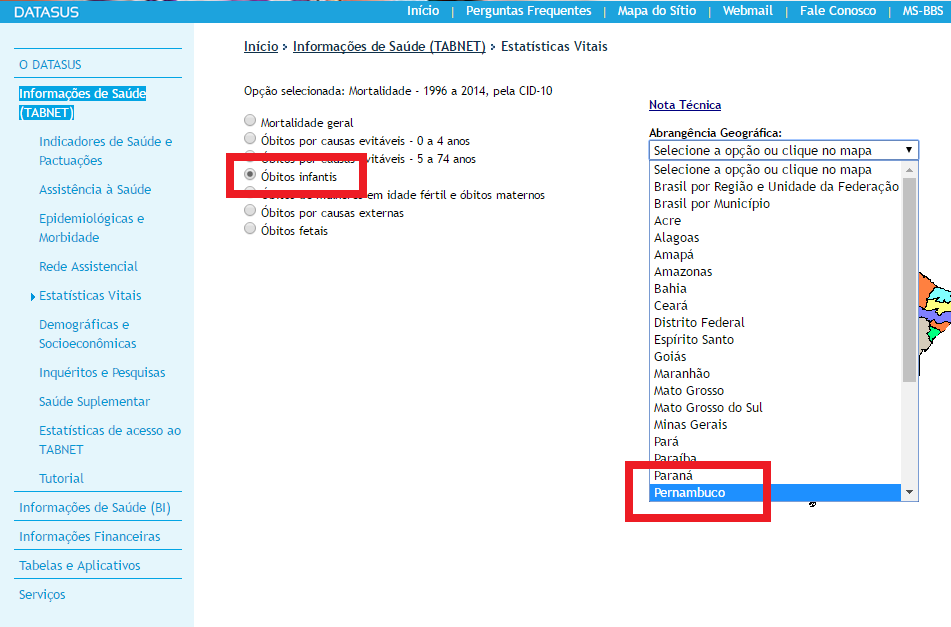 DATASUS
Início | Perguntas Frequentes | Mapa do Sítio | Webmail | Fale Conosco | MS-BBS
O DATASUS
Informações de Saúde
(TABNET)
Indicadores de Saúde e
Pactuações
Assistência à Saúde
Epidemiológicas e
Morbidade
Rede Assistencial
Estatísticas Vitais
Demográficas e
Socioeconômicas
Inquéritos e Pesquisas
Saúde Suplementar
Estatísticas de acesso ao
TABNET
Tutorial
Informações de Saúde (BI)
Informações Financeiras
Tabelas e Aplicativos
Serviços
Início > Informações de Saúde (TABNET) > Estatísticas Vitais
Opção selecionada: Mortalidade - 1996 a 2014, pela CID-10
Mortalidade geral
Óbitos por causas evitáveis - 0 a 4 anos
Óbitos por causas evitáveis - 5 a 74 anos
Óbitos infantis
Óbitos de mulheres em idade fértil e óbitos maternos
Óbitos por causas externas
Óbitos fetais
Nota Técnica
Abrangência Geográfica:
Selecione a opção ou clique no mapa
Selecione a opção ou clique no mapa
Brasil por Região e Unidade da Federação
Brasil por Município
Acre
Alagoas
Amapá
Amazonas
Bahia
Ceará
Distrito Federal
Espírito Santo
Goiás
Maranhão
Mato Grosso
Mato Grosso do Sul
Minas Gerais
Pará
Paraíba
Paraná
Pernambuco